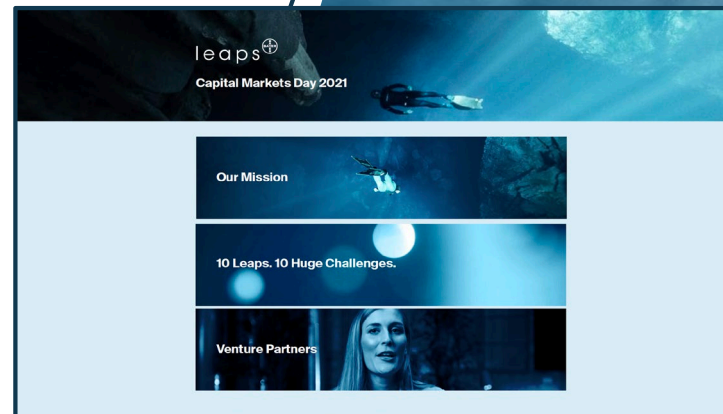 leaps
Capital Markets Day 2021
Our Mission
10 Leaps. 10 Huge Challenges.
Venture Partners